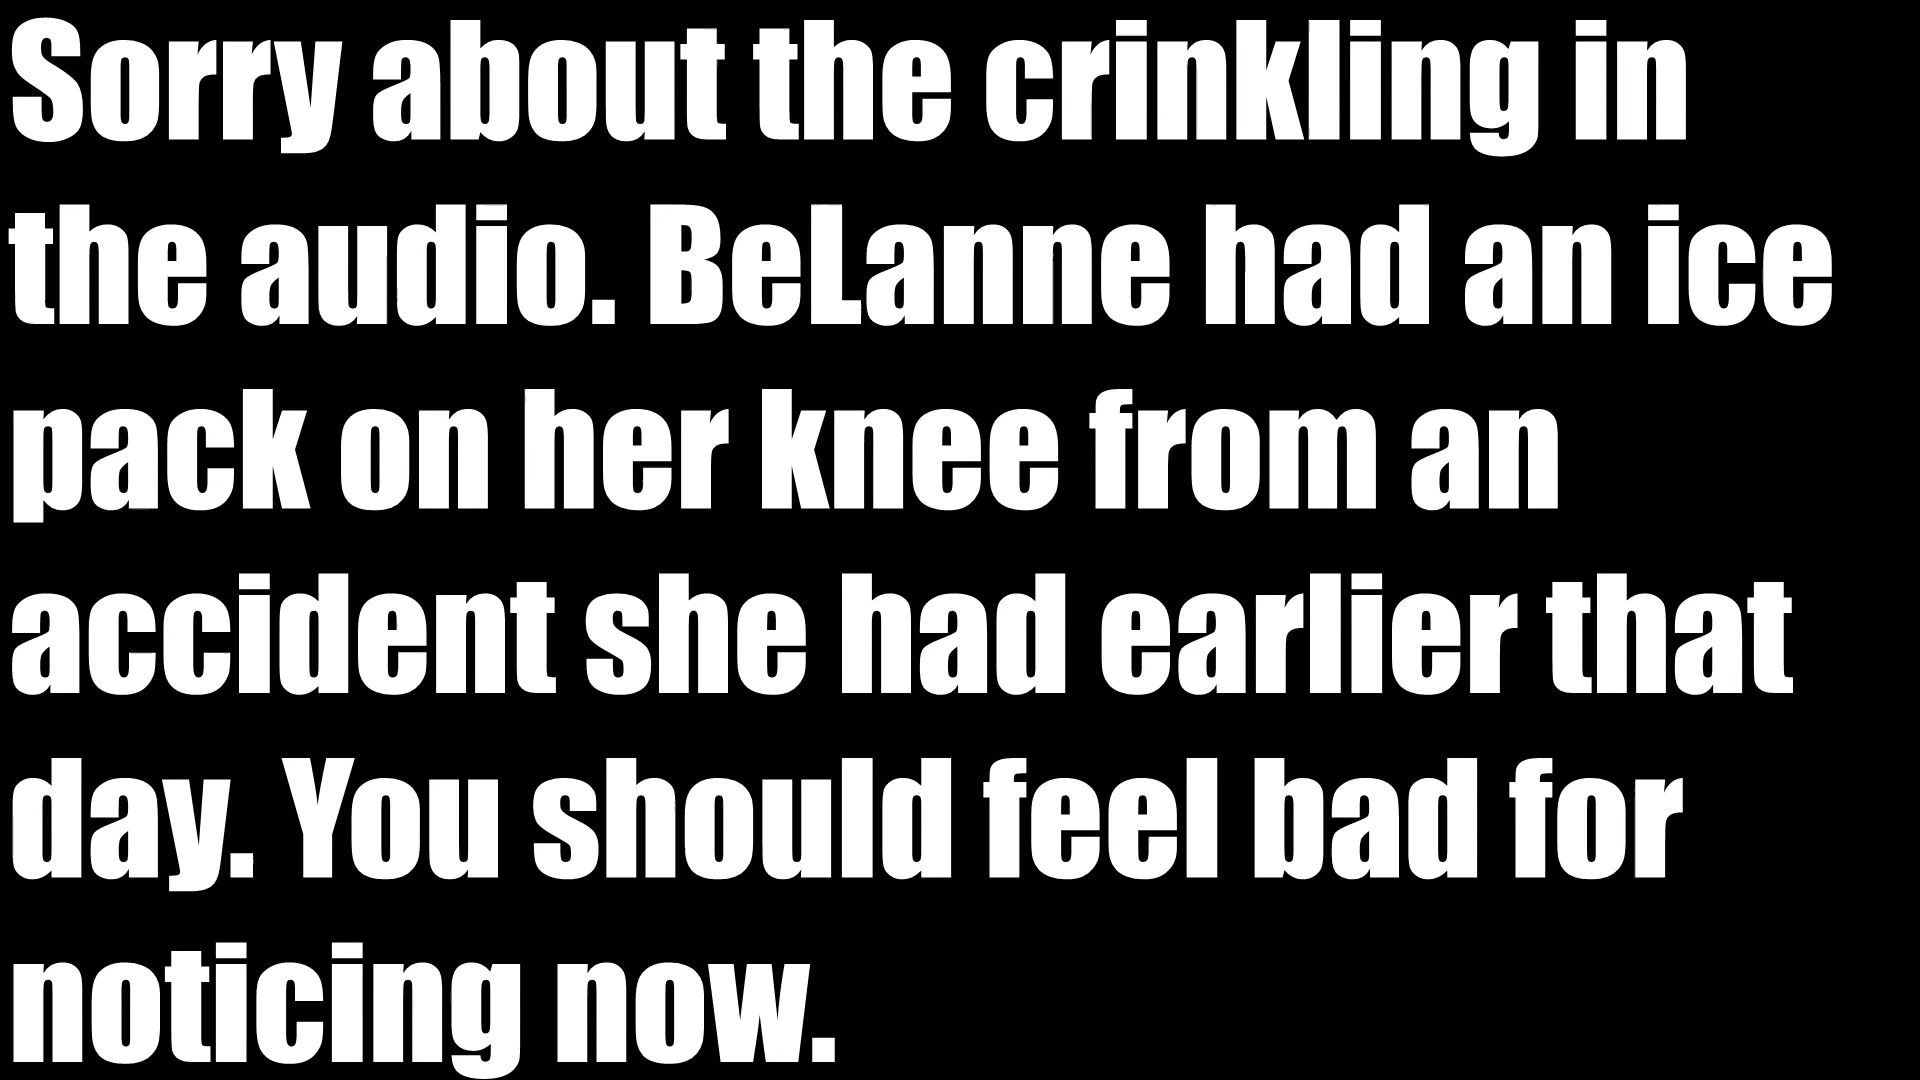 Sorry about the crinkling in
the audio. BeLanne had an ice
pack on her knee from an
accident she had earlier that
day. You should feel bad for
noticing now.